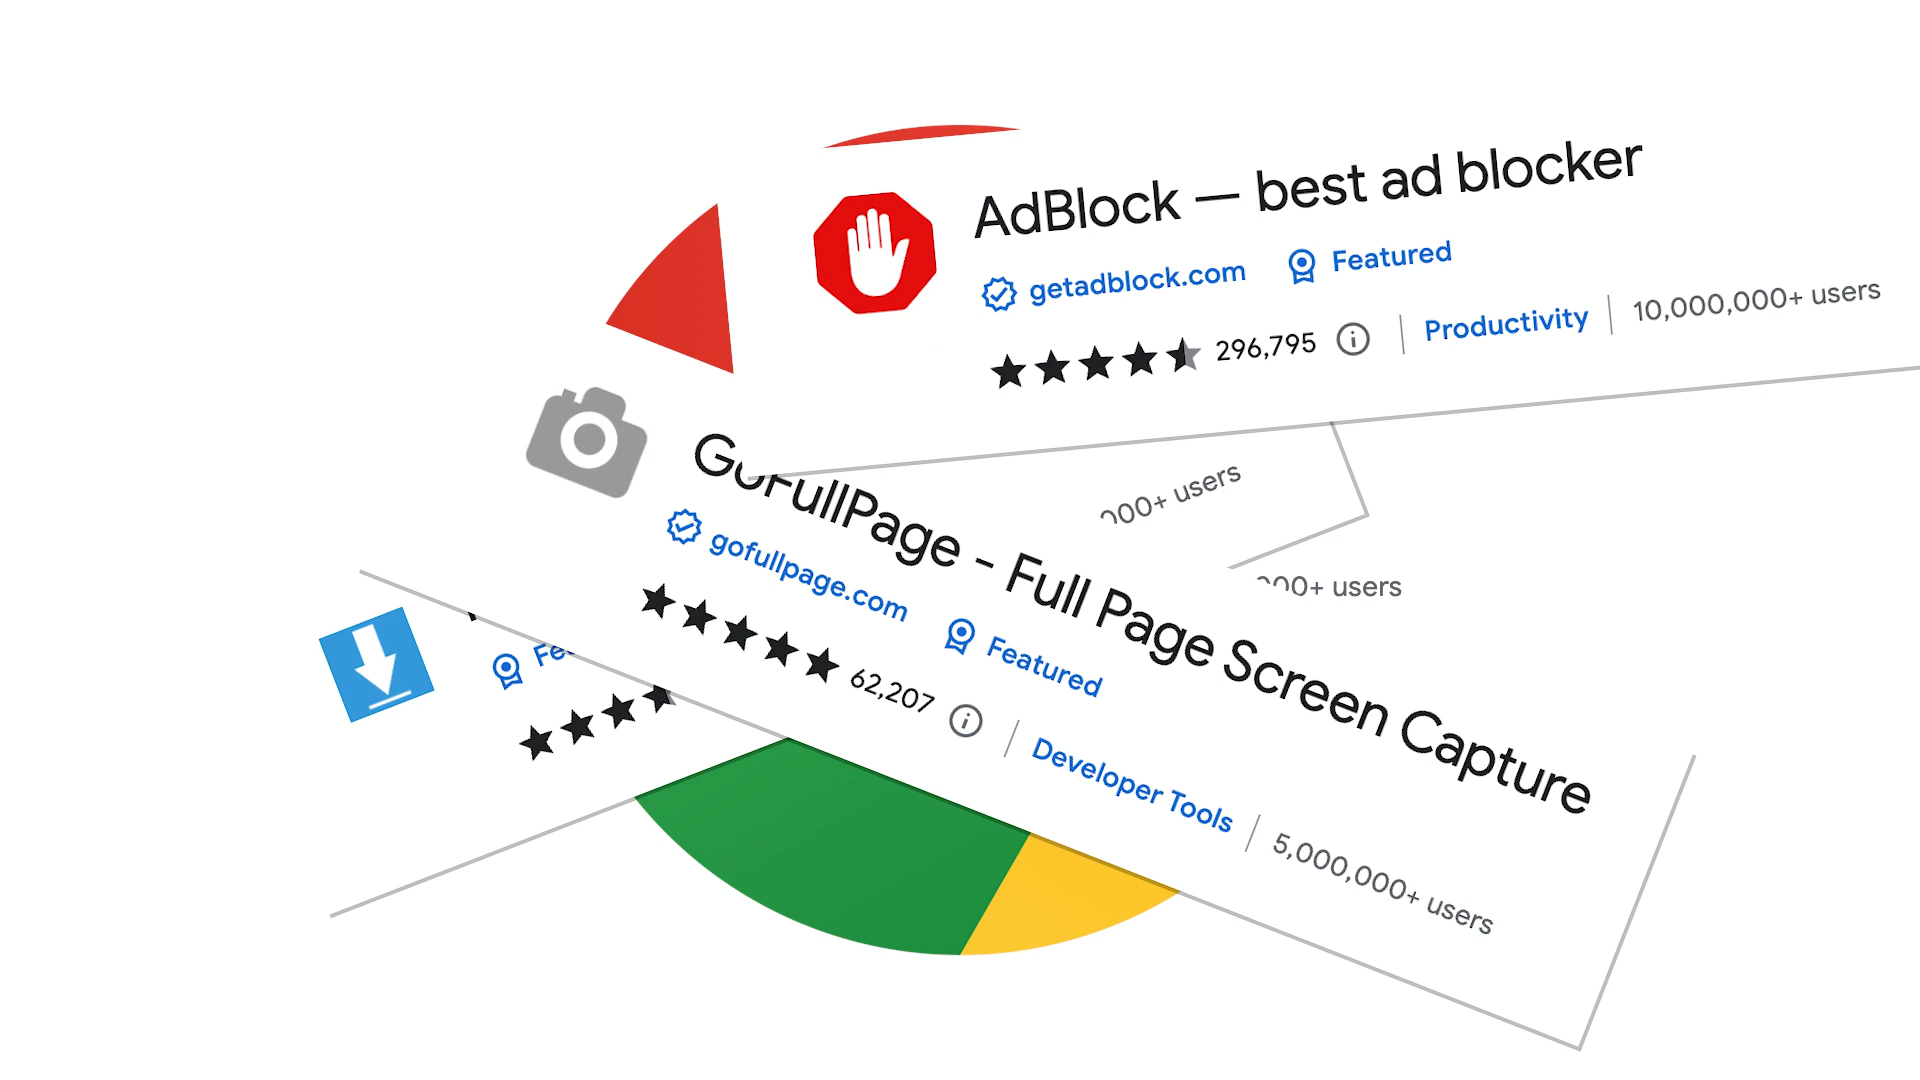 AdBlock — best ad blocker
getadblock.com Featured
296,795 Productivity 10,000,000+ users
GoFullPage - Full Page Screen Capture
gofullpage.com Featured
62,207 Developer Tools 5,000,000+ users
users
users